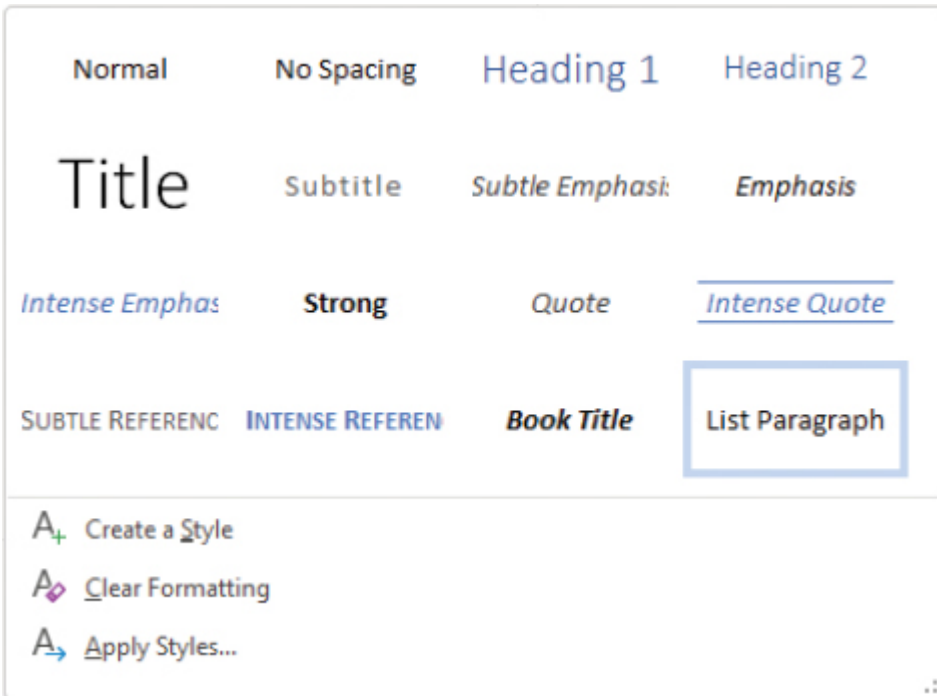 Normal No Spacing Heading 1 Heading 2
Title Subtitle Subtle Emphasis Emphasis
Intense Emphas Strong Quote Intense Quote
SUBTLE REFERENC INTENSE REFEREN Book Title List Paragraph
Create a Style
Clear Formatting
Apply Styles...